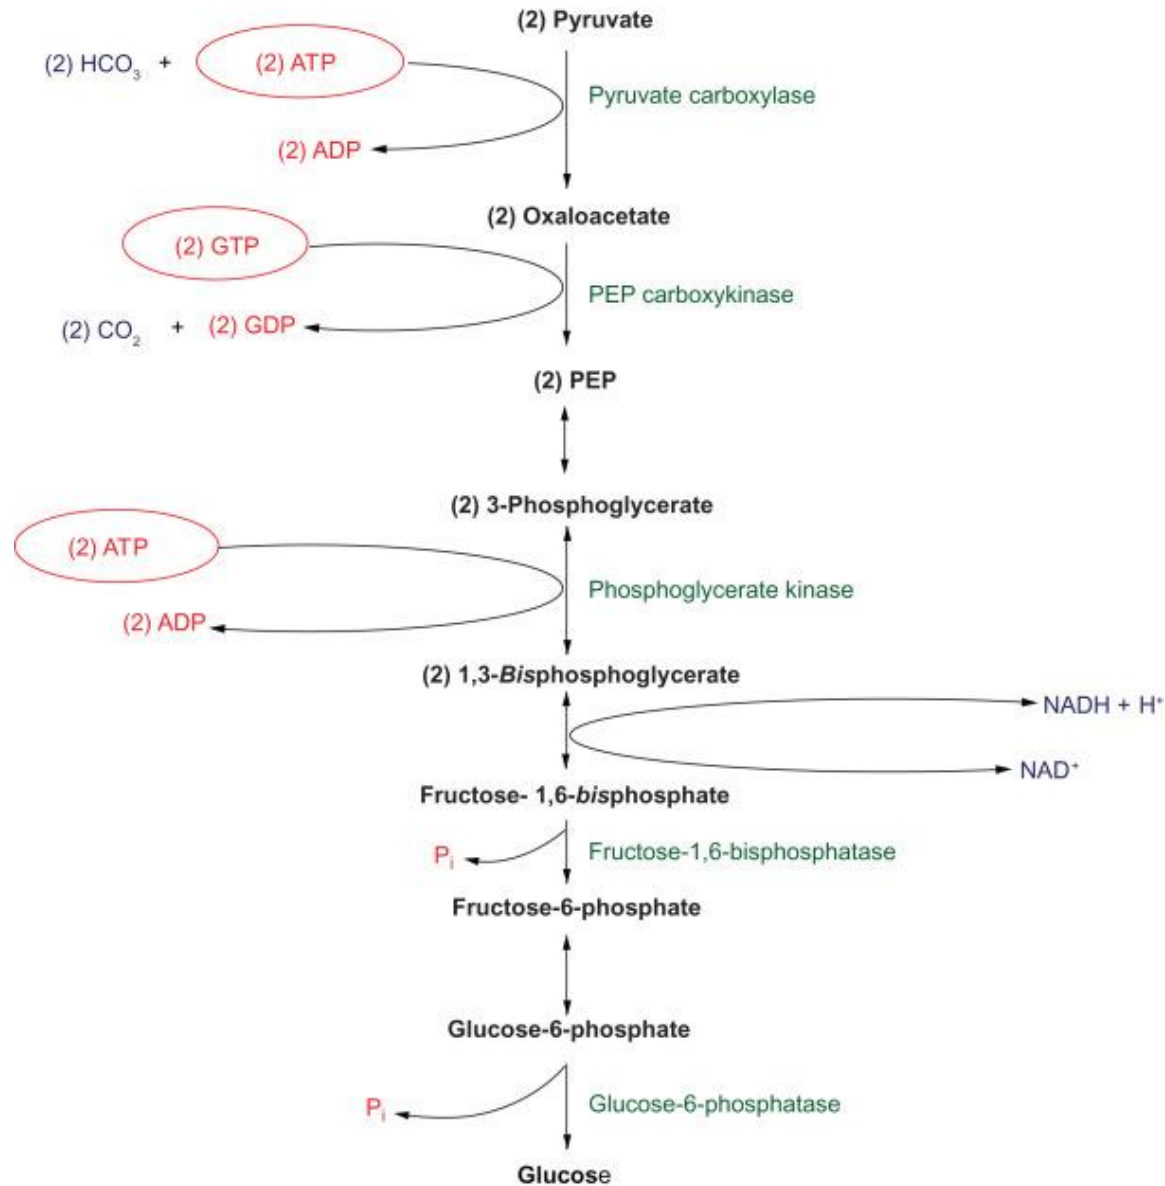 (2) Pyruvate
(2) HCO₃ + (2) ATP
Pyruvate carboxylase
(2) ADP
(2) Oxaloacetate
(2) GTP
PEP carboxykinase
(2) CO₂ + (2) GDP
(2) PEP
(2) 3-Phosphoglycerate
(2) ATP
Phosphoglycerate kinase
(2) ADP
(2) 1,3-Bisphosphoglycerate
NADH + H⁺
NAD⁺
Fructose- 1,6-bisphosphate
Pᵢ
Fructose-1,6-bisphosphatase
Fructose-6-phosphate
Glucose-6-phosphate
Pᵢ
Glucose-6-phosphatase
Glucose